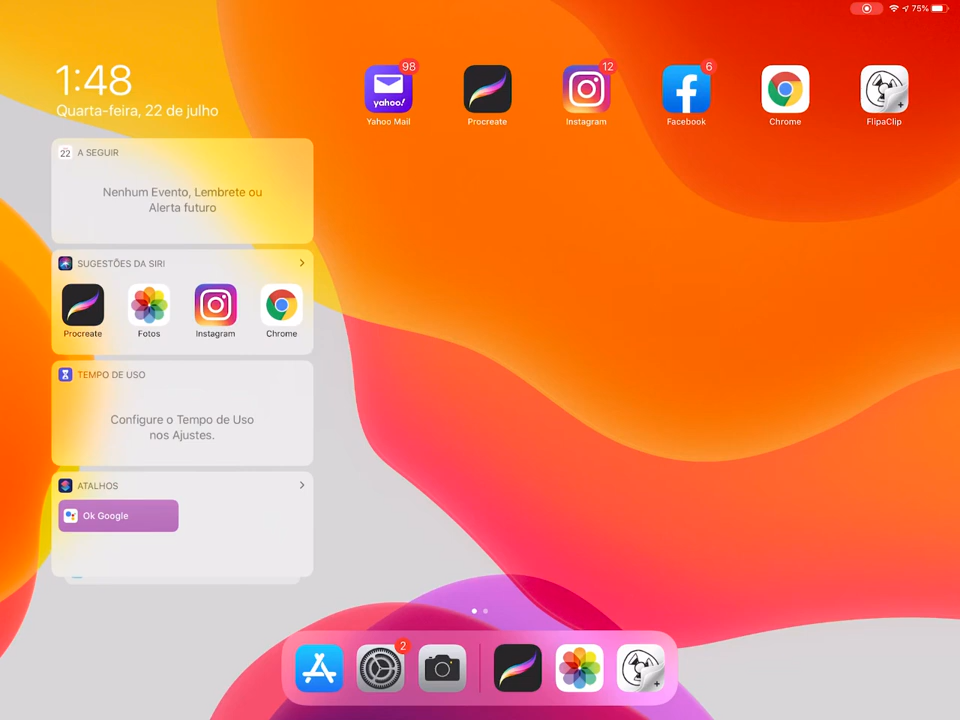 75%
1:48
Quarta-feira, 22 de julho
98
12
6
yahoo!
Yahoo Mail
Procreate
Instagram
Facebook
Chrome
FlipaClip
22
A SEGUIR
Nenhum Evento, Lembrete ou
Alerta futuro
SUGESTÕES DA SIRI
Procreate
Fotos
Instagram
Chrome
TEMPO DE USO
Configure o Tempo de Uso
nos Ajustes.
ATALHOS
Ok Google
2